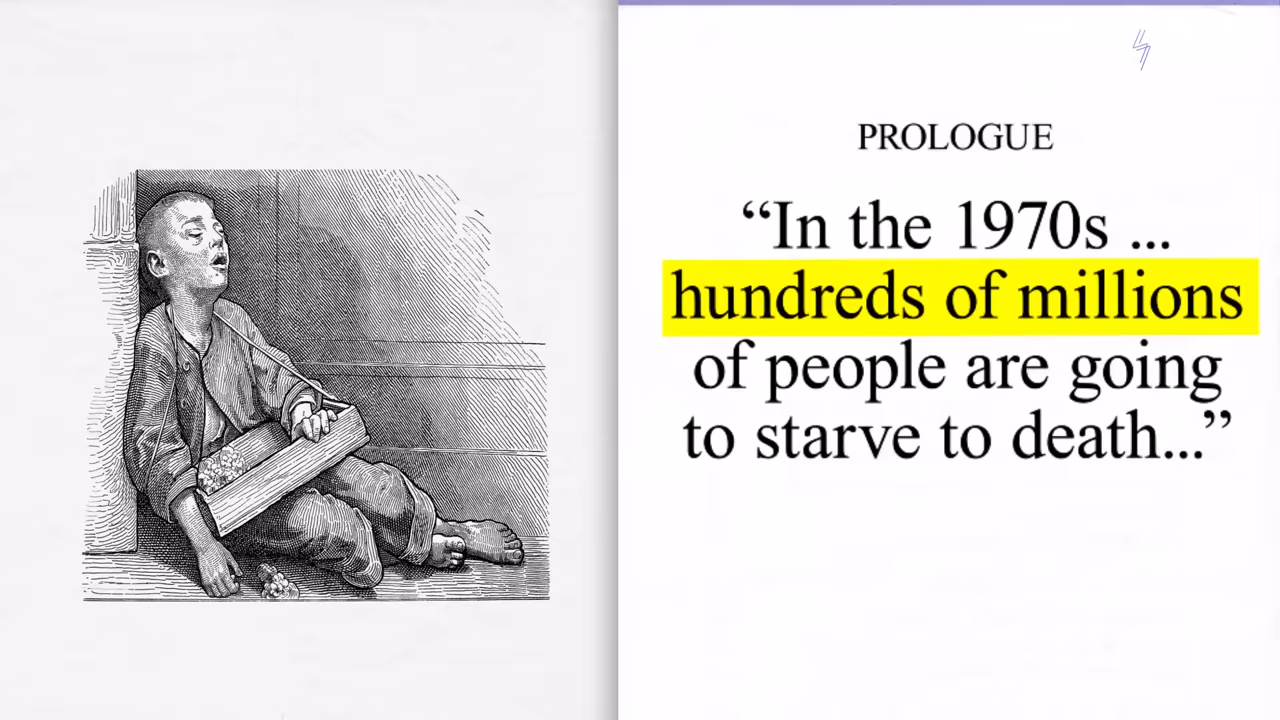 PROLOGUE
“In the 1970s ...
hundreds of millions
of people are going
to starve to death...”